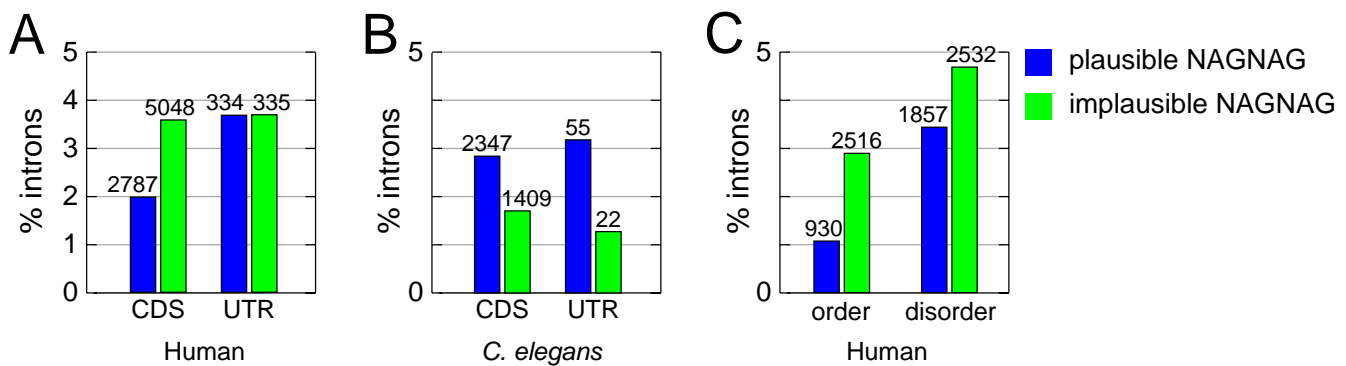 A
% introns
5
4
3
2
1
0
2787
5048
334
335
CDS
UTR
Human
B
% introns
5
0
2347
1409
55
22
CDS
UTR
C. elegans
C
% introns
5
0
930
2516
1857
2532
order
disorder
Human
plausible NAGNAG
implausible NAGNAG